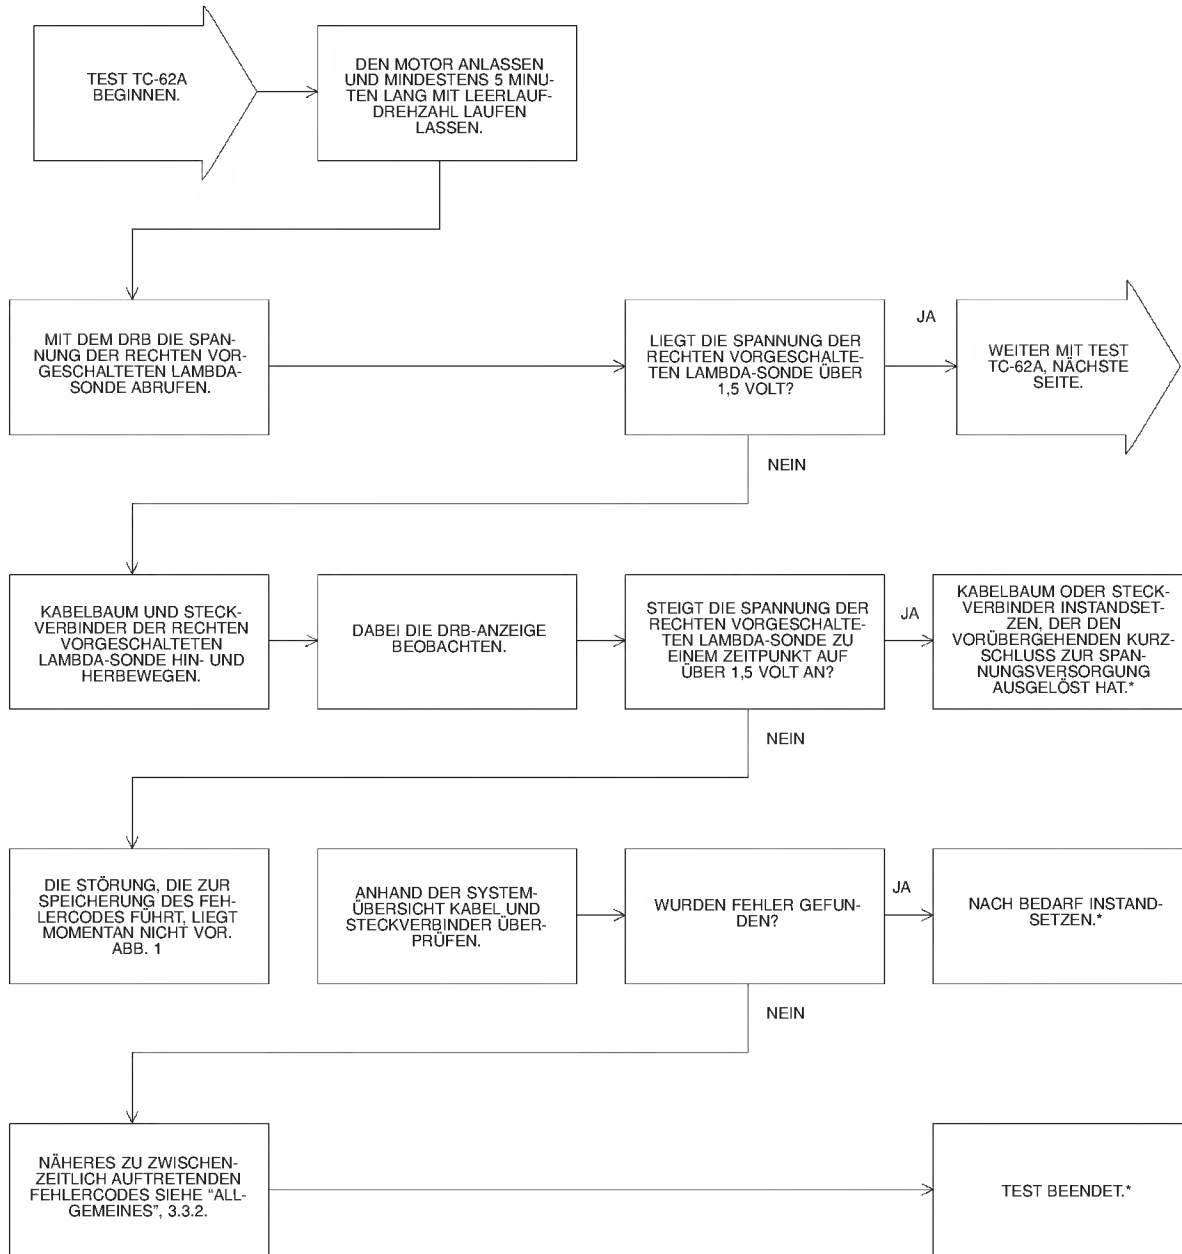 TEST TC-62A
BEGINNEN.
DEN MOTOR ANLASSEN
UND MINDESTENS 5 MINU-
TEN LANG MIT LEERLAUF-
DREHZAHL LAUFEN
LASSEN.
MIT DEM DRB DIE SPAN-
NUNG DER RECHTEN VOR-
GESCHALTETEN LAMBDA-
SONDE ABRUFEN.
LIEGT DIE SPANNUNG DER
RECHTEN VORGESCHALTE-
TEN LAMBDA-SONDE ÜBER
1,5 VOLT?
JA
WEITER MIT TEST
TC-62A, NÄCHSTE
SEITE.
NEIN
KABELBAUM UND STECK-
VERBINDER DER RECHTEN
VORGESCHALTETEN
LAMBDA-SONDE HIN- UND
HERBEWEGEN.
DABEI DIE DRB-ANZEIGE
BEOBACHTEN.
STEIGT DIE SPANNUNG DER
RECHTEN VORGESCHALTE-
TEN LAMBDA-SONDE ZU
EINEM ZEITPUNKT AUF
ÜBER 1,5 VOLT AN?
JA
KABELBAUM ODER STECK-
VERBINDER INSTANDSET-
ZEN, DER DEN
VORÜBERGEHENDEN KURZ-
SCHLUSS ZUR SPAN-
NUNGSVERSORGUNG
AUSGELÖST HAT.*
NEIN
DIE STÖRUNG, DIE ZUR
SPEICHERUNG DES FEH-
LERCODES FÜHRT, LIEGT
MOMENTAN NICHT VOR.
ABB. 1
ANHAND DER SYSTEM-
ÜBERSICHT KABEL UND
STECKVERBINDER ÜBER-
PRÜFEN.
WURDEN FEHLER GEFUN-
DEN?
JA
NACH BEDARF INSTAND-
SETZEN.*
NEIN
NÄHERES ZU ZWISCHEN-
ZEITLICH AUFTRETENDEN
FEHLERCODES SIEHE "ALL-
GEMEINES", 3.3.2.
TEST BEENDET.*